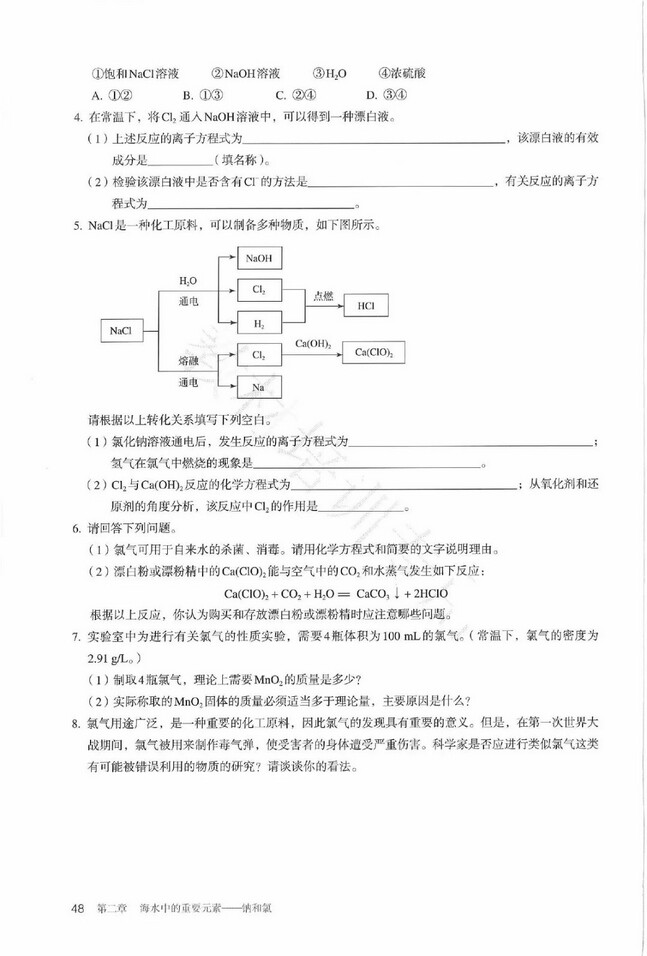 ①饱和NaCl溶液 ②NaOH溶液 ③H₂O ④浓硫酸
A. ①② B. ①③ C. ②④ D. ③④
4. 在常温下，将Cl₂通入NaOH溶液中，可以得到一种漂白液。
（1）上述反应的离子方程式为____________________，该漂白液的有效
成分是__________（填名称）。
（2）检验该漂白液中是否含有Cl⁻的方法是____________________，有关反应的离子方
程式为____________________。
5. NaCl是一种化工原料，可以制备多种物质，如下图所示。
NaOH
H₂O
通电
Cl₂
点燃
HCl
H₂
NaCl
Ca(OH)₂
熔融
Cl₂
Ca(ClO)₂
通电
Na
请根据以上转化关系填写下列空白。
（1）氯化钠溶液通电后，发生反应的离子方程式为____________________；
氢气在氯气中燃烧的现象是____________________。
（2）Cl₂与Ca(OH)₂反应的化学方程式为____________________；从氧化剂和还
原剂的角度分析，该反应中Cl₂的作用是____________。
6. 请回答下列问题。
（1）氯气可用于自来水的杀菌、消毒。请用化学方程式和简要的文字说明理由。
（2）漂白粉或漂粉精中的Ca(ClO)₂能与空气中的CO₂和水蒸气发生如下反应：
Ca(ClO)₂ + CO₂ + H₂O ═ CaCO₃↓ + 2HClO
根据以上反应，你认为购买和存放漂白粉或漂粉精时应注意哪些问题。
7. 实验室中为进行有关氯气的性质实验，需要4瓶体积为100 mL的氯气。（常温下，氯气的密度为
2.91 g/L。）
（1）制取4瓶氯气，理论上需要MnO₂的质量是多少？
（2）实际称取的MnO₂固体的质量必须适当多于理论量，主要原因是什么？
8. 氯气用途广泛，是一种重要的化工原料，因此氯气的发现具有重要的意义。但是，在第一次世界大
战期间，氯气被用来制作毒气弹，使受害者的身体遭受严重伤害。科学家是否应进行类似氯气这类
有可能被错误利用的物质的研究？请谈谈你的看法。
48 第二章 海水中的重要元素——钠和氯